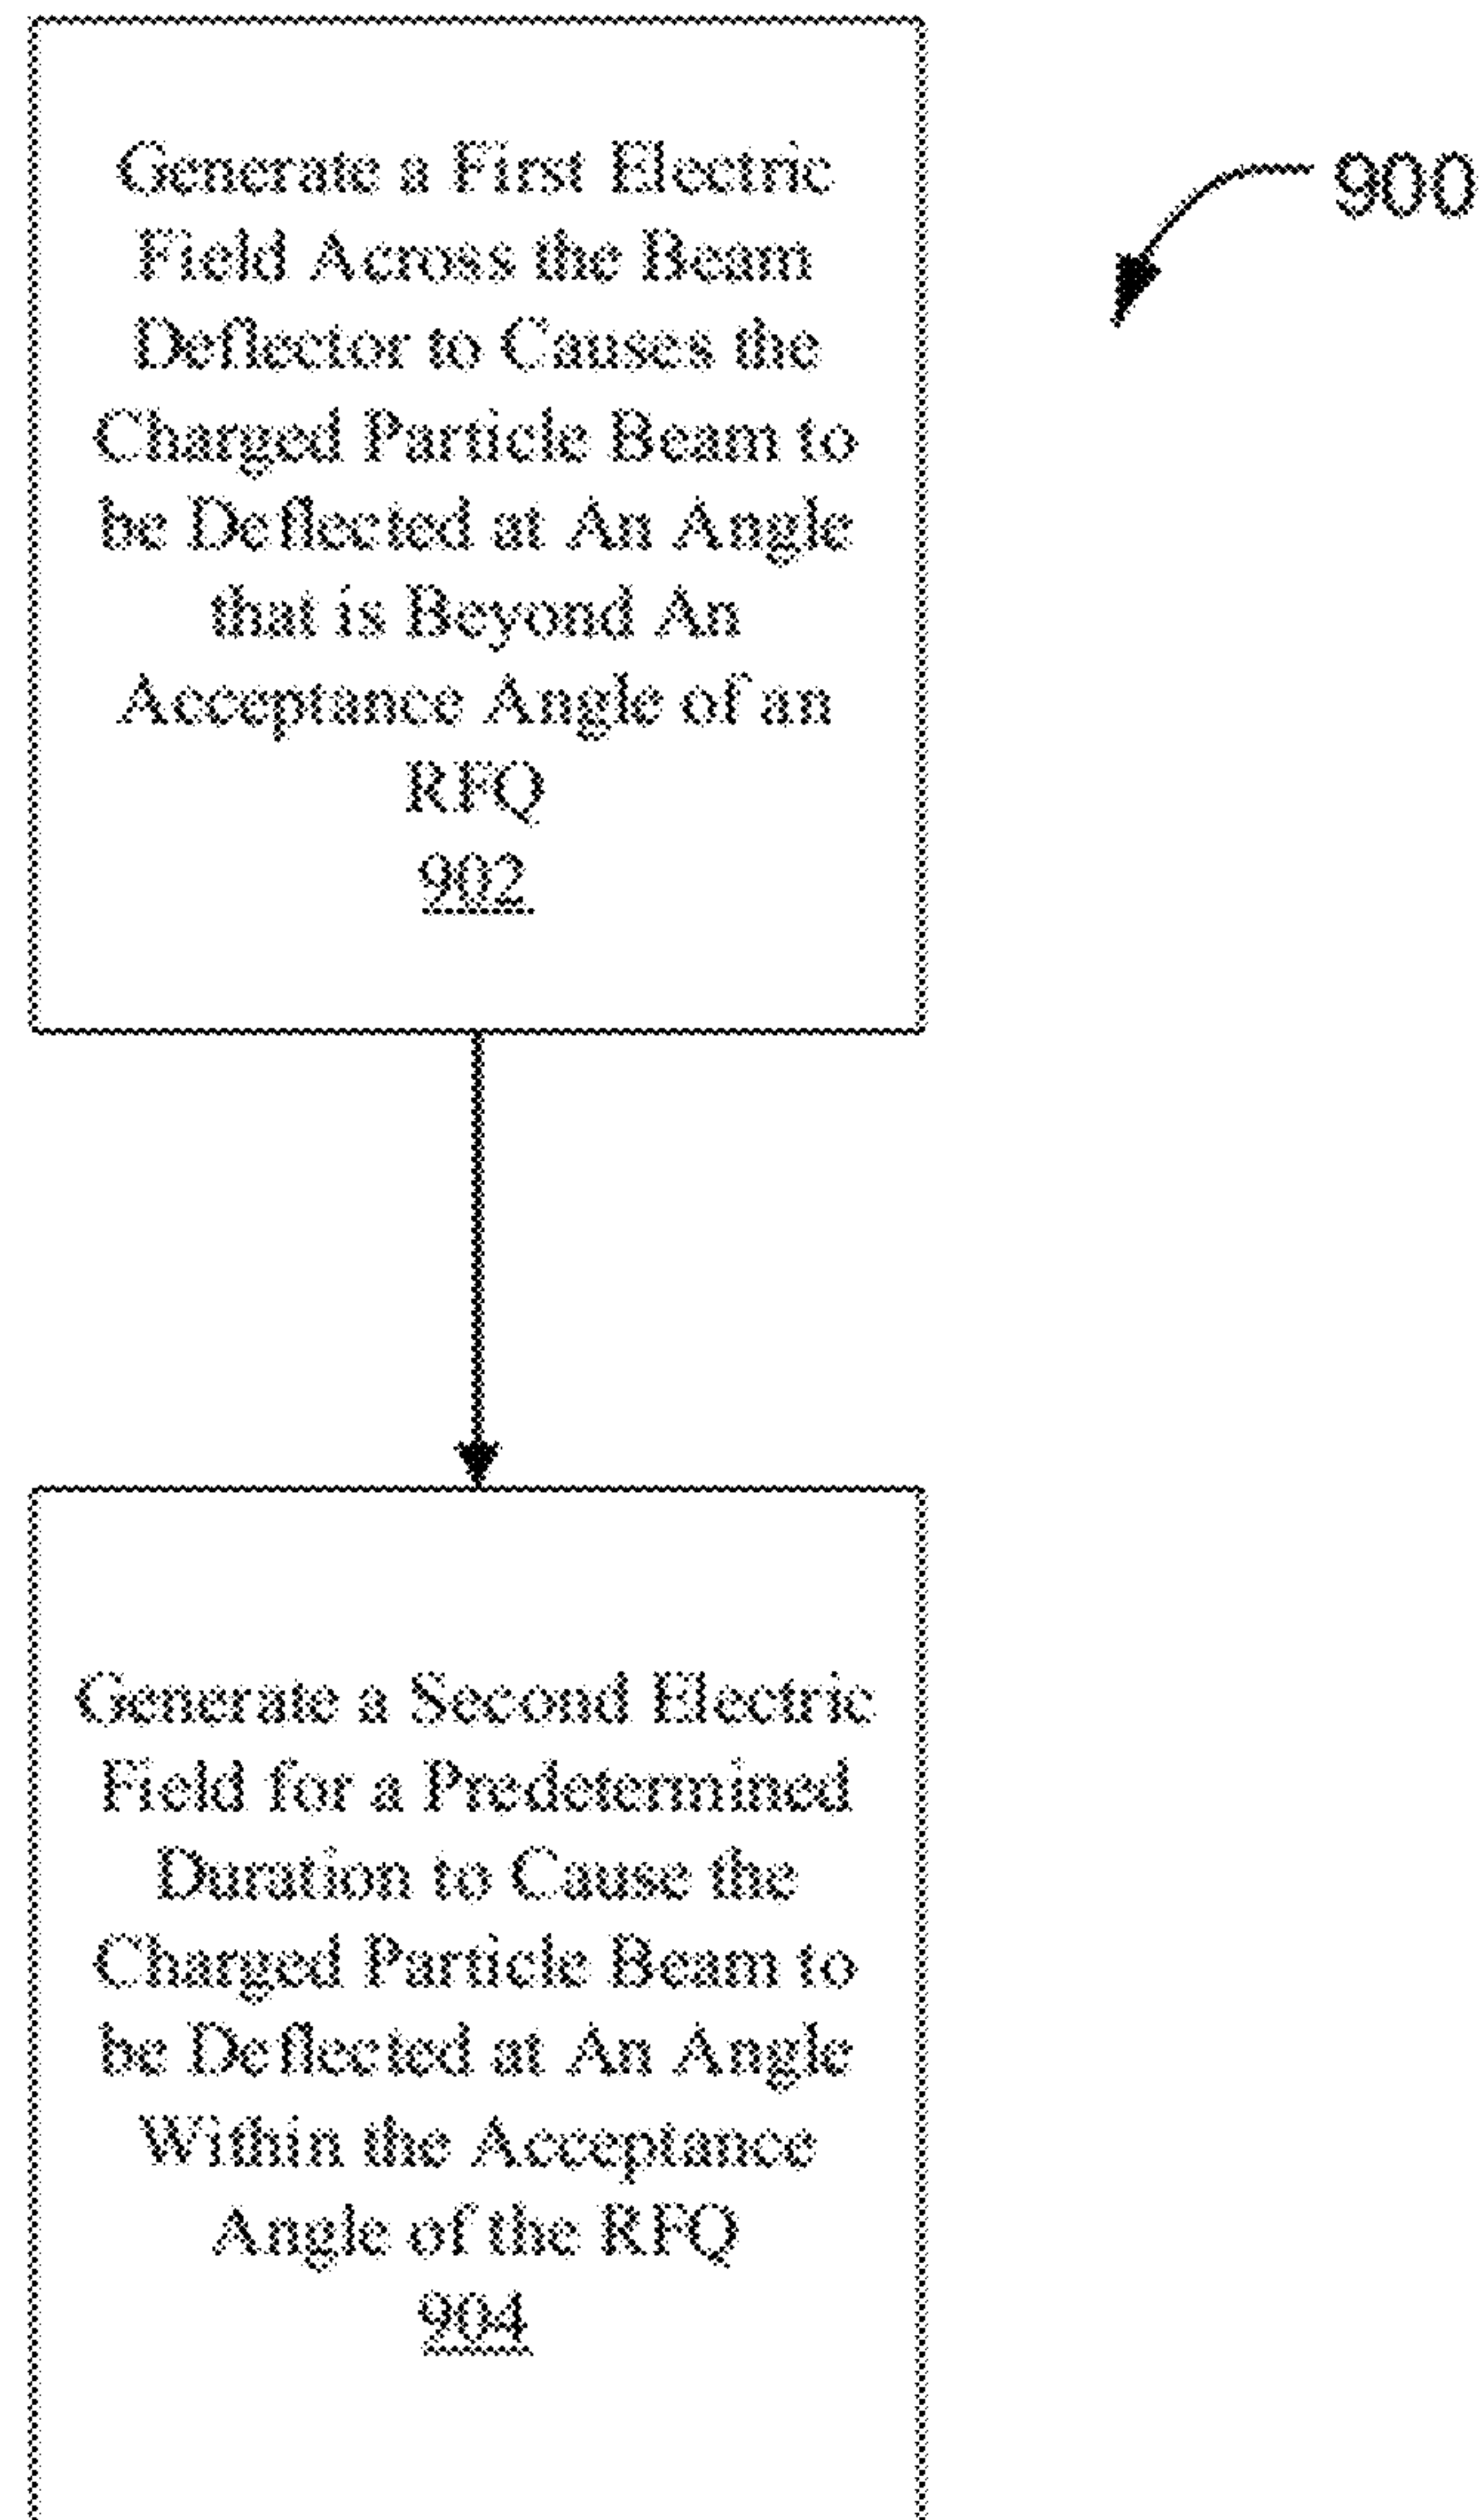 Generate a First Electric
Field Across the Beam
Deflector to Causes the
Charged Particle Beam to
be Deflected at An Angle
that is Beyond An
Acceptance Angle of an
RFQ
902
900
Generate a Second Electric
Field for a Predetermined
Duration to Cause the
Charged Particle Beam to
be Deflected at An Angle
Within the Acceptance
Angle of the RFQ
904